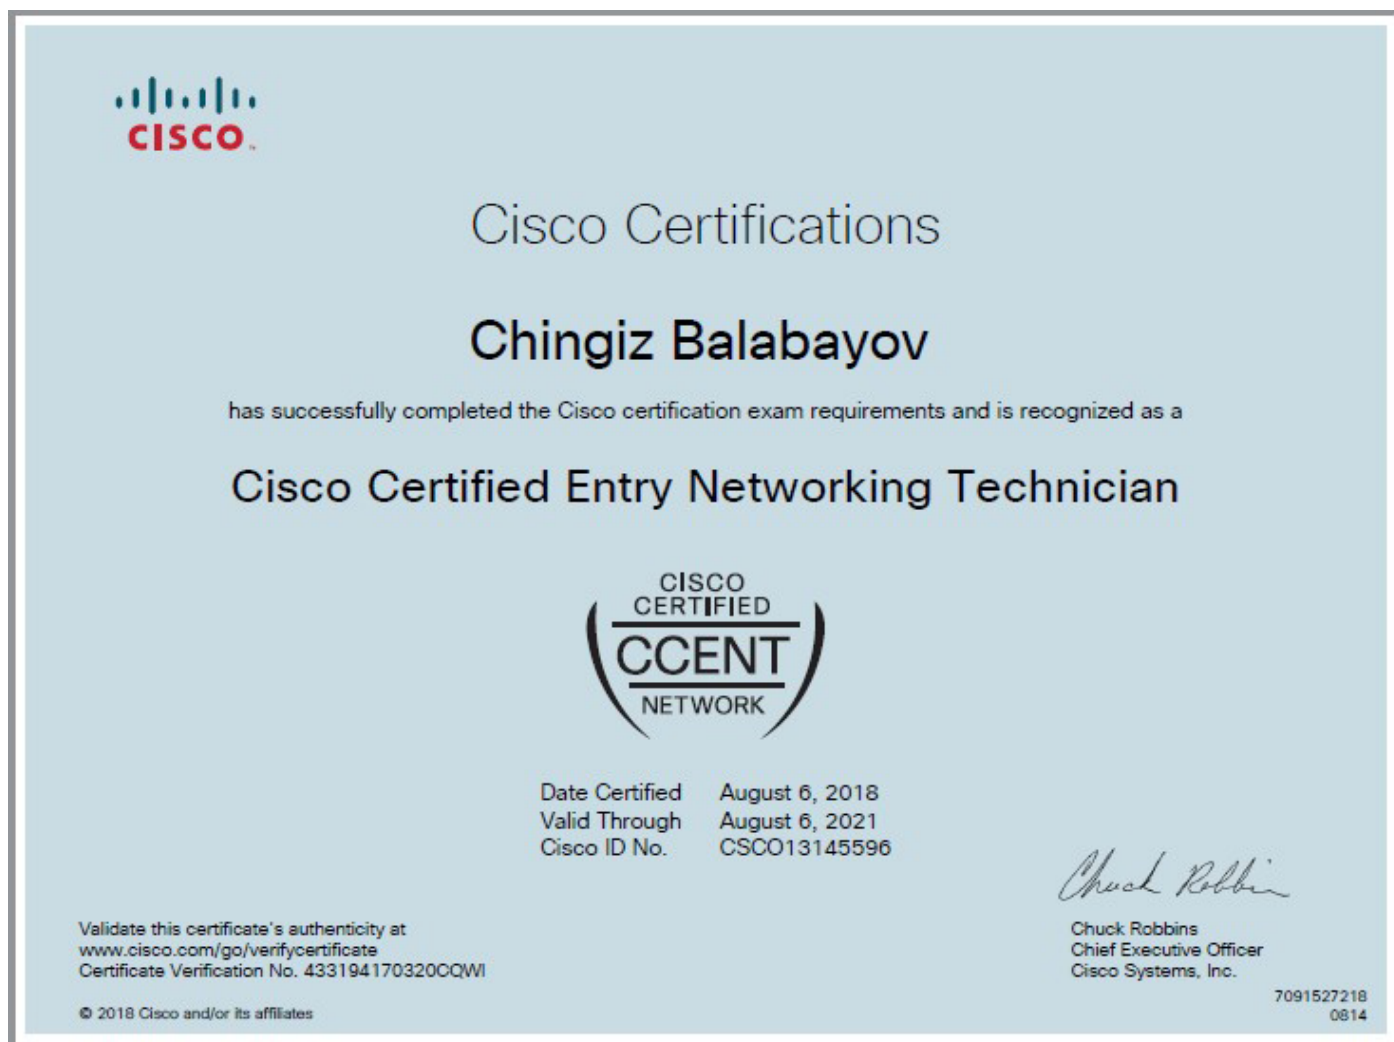 CISCO
Cisco Certifications
Chingiz Balabayov
has successfully completed the Cisco certification exam requirements and is recognized as a
Cisco Certified Entry Networking Technician
CISCO
CERTIFIED
CCENT
NETWORK
Date Certified August 6, 2018
Valid Through August 6, 2021
Cisco ID No. CSCO13145596
Chuck Robbins
Validate this certificate's authenticity at
www.cisco.com/go/verifycertificate
Certificate Verification No. 433194170320CQWI
© 2018 Cisco and/or its affiliates
Chuck Robbins
Chief Executive Officer
Cisco Systems, Inc.
7091527218
0814